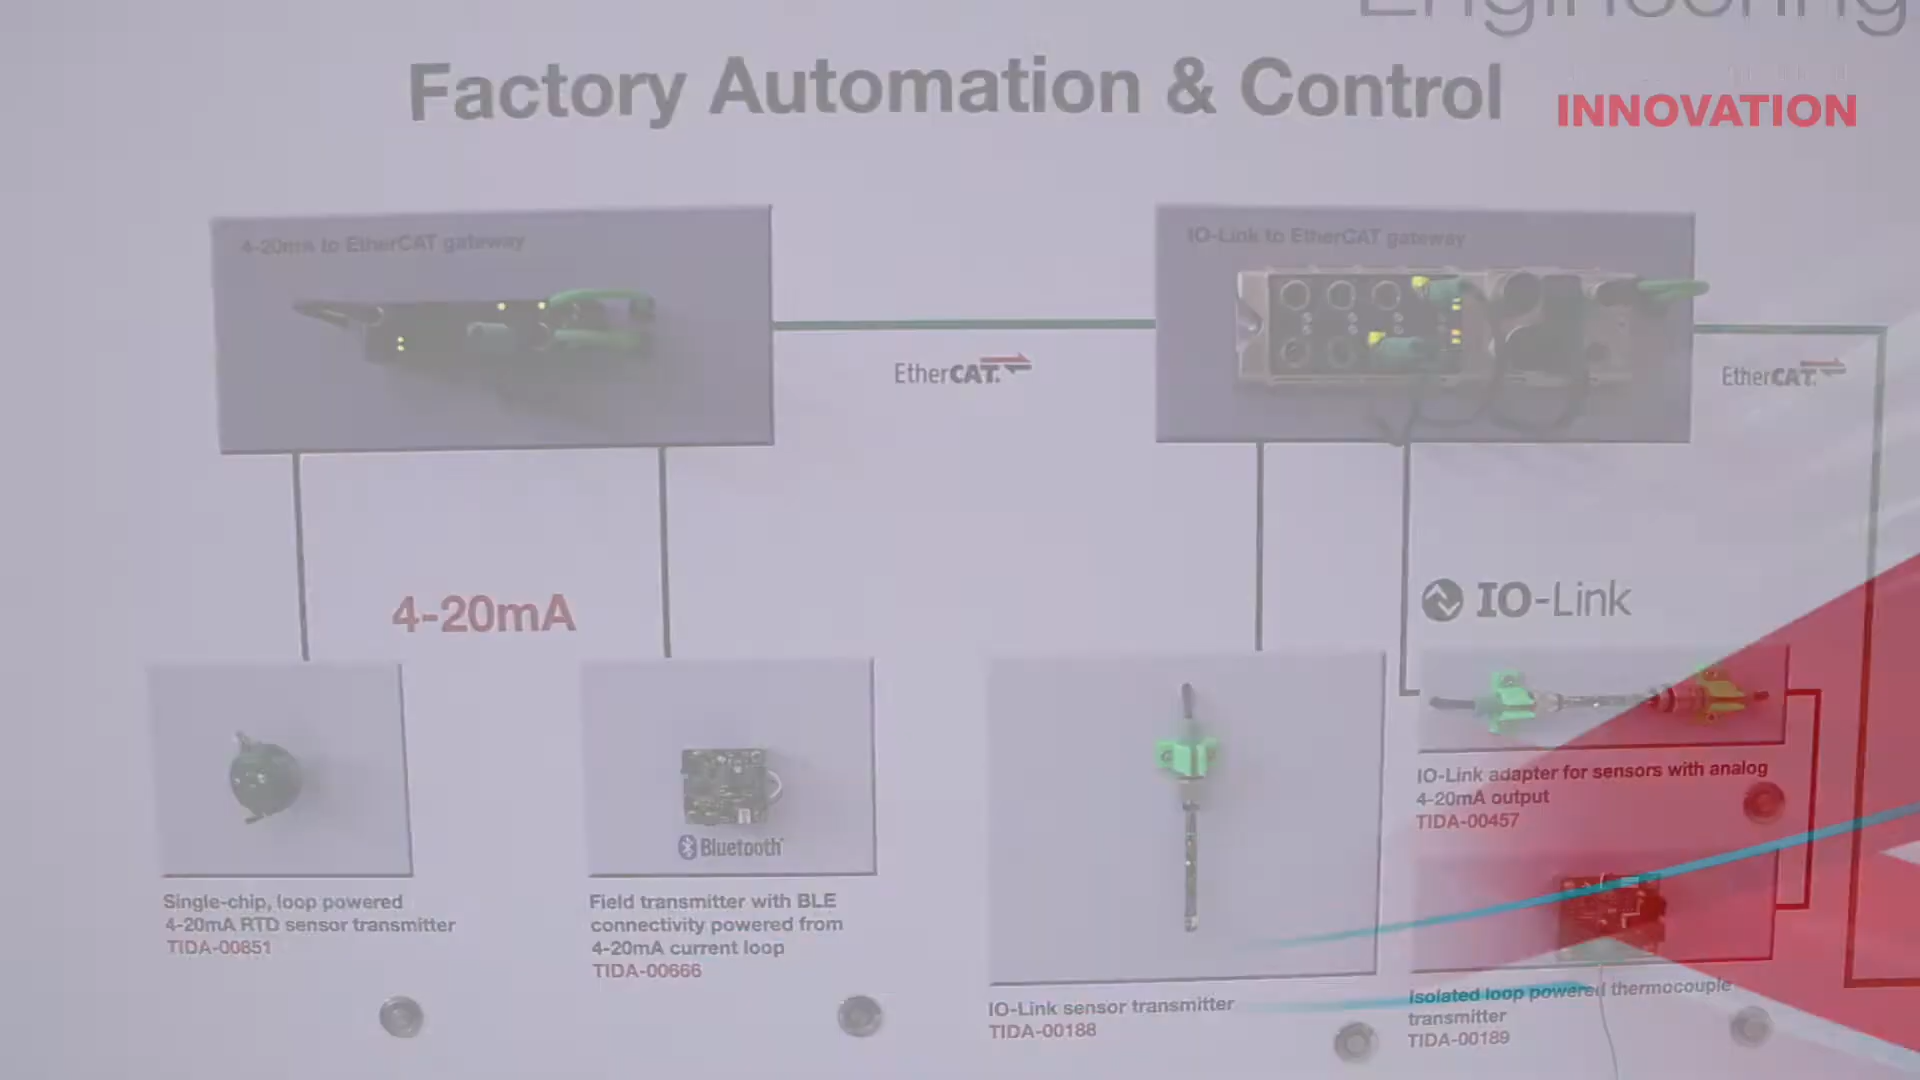 Engineering
Factory Automation & Control
INNOVATION
4-20mA to EtherCAT gateway
IO-Link to EtherCAT gateway
EtherCAT.
EtherCAT.
4-20mA
IO-Link
Bluetooth
Single-chip, loop powered
4-20mA RTD sensor transmitter
TIDA-00851
Field transmitter with BLE
connectivity powered from
4-20mA current loop
TIDA-00666
IO-Link sensor transmitter
TIDA-00188
IO-Link adapter for sensors with analog
4-20mA output
TIDA-00457
Isolated loop powered thermocouple
transmitter
TIDA-00189